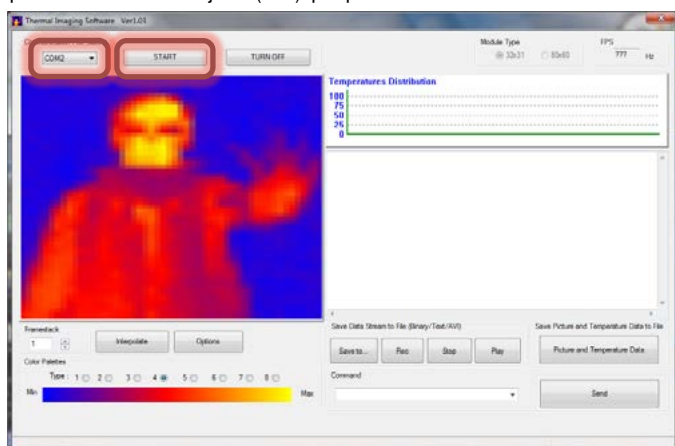 Thermal Imaging Software Ver1.01
Module Type
32x31
80x60
FPS
???
Hz
COM2
START
TURN OFF
Temperatures Distribution
100
75
50
25
0
Framestack
1
Interpolate
Options
Color Palettes
Type : 1 2 3 4 5 6 7 8
Min
Max
Save Data Stream to File (Binary/Text/AVI)
Save to...
Rec
Stop
Play
Save Picture and Temperature Data to File
Picture and Temperature Data
Command
Send